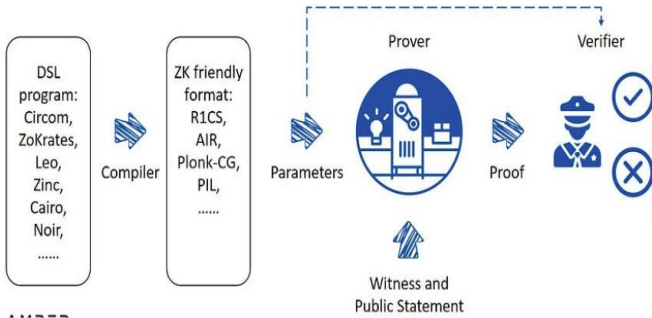 DSL
program:
Circom,
ZoKrates,
Leo,
Zinc,
Cairo,
Noir,
......
Compiler
ZK friendly
format:
R1CS,
AIR,
Plonk-CG,
PIL,
......
Parameters
Prover
Witness and
Public Statement
Proof
Verifier